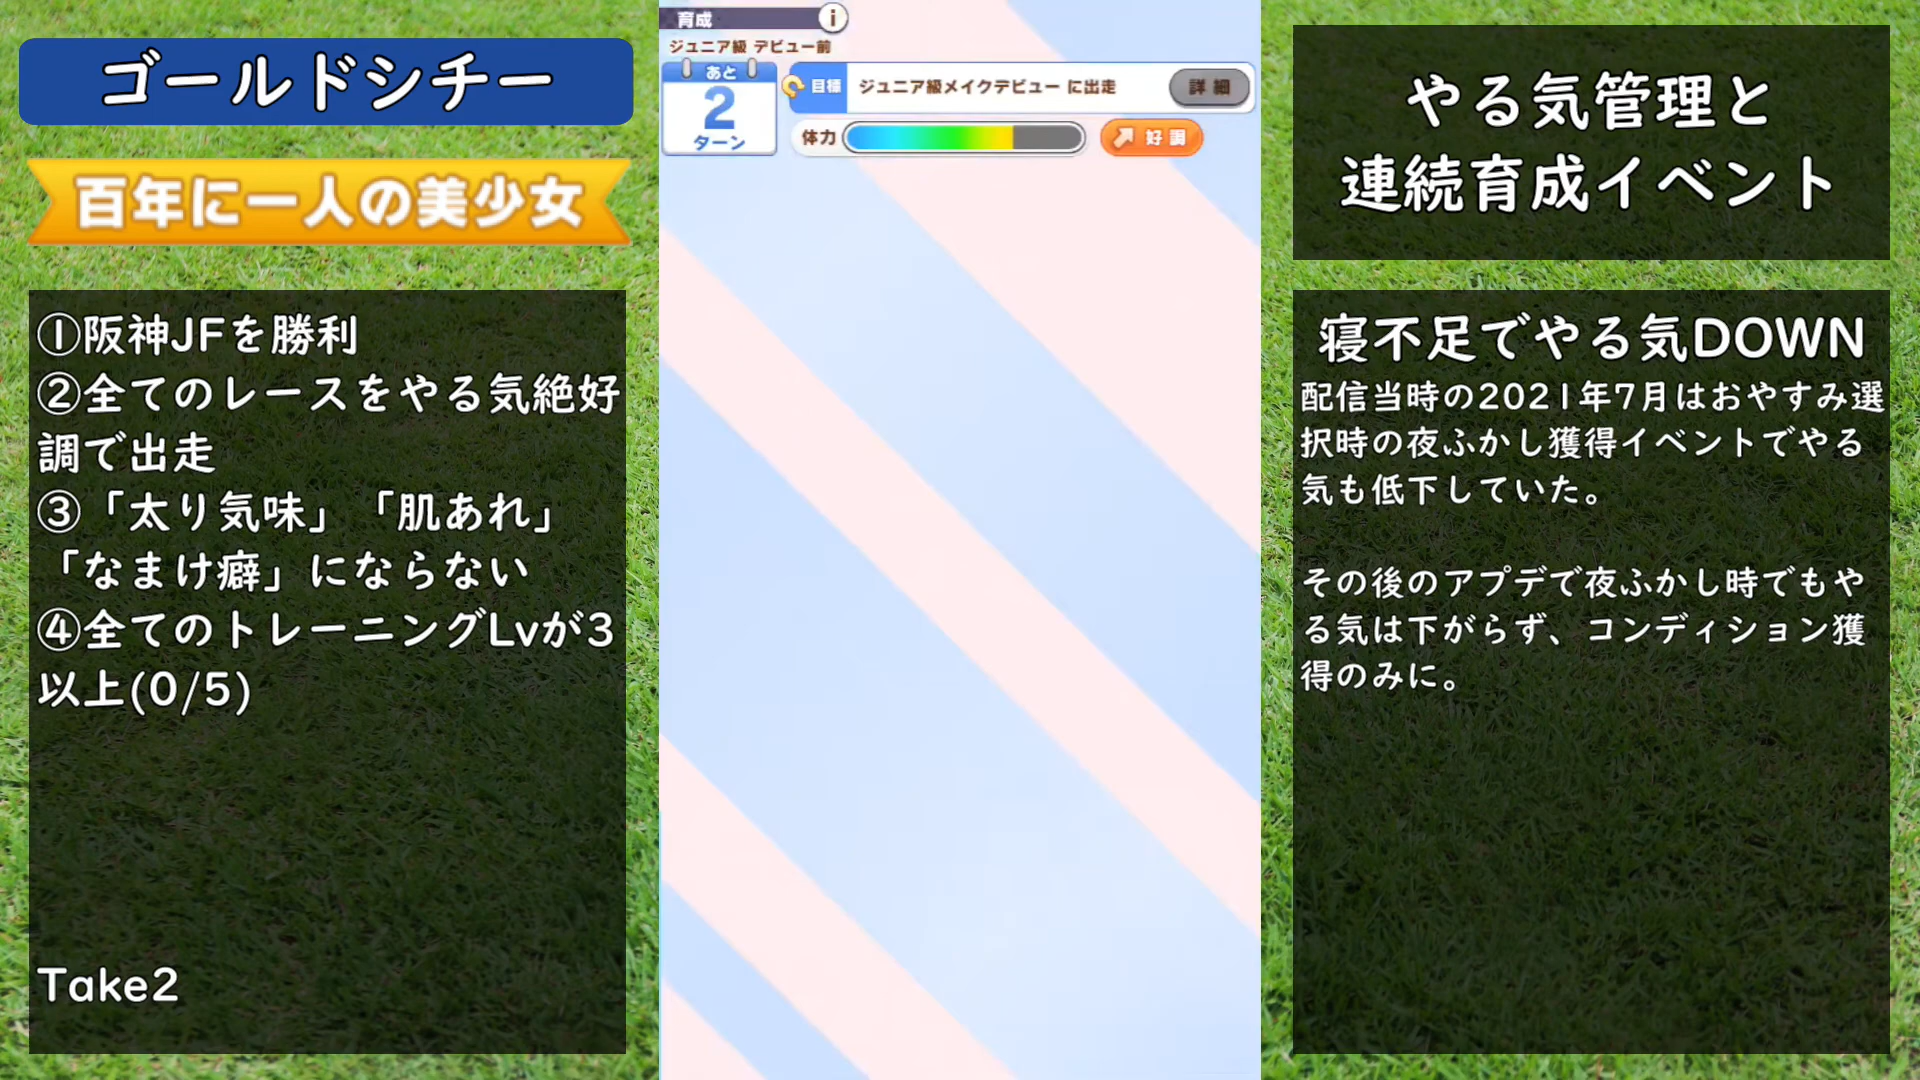 ゴールドシチー
百年に一人の美少女
①阪神JFを勝利
②全てのレースをやる気絶好
調で出走
③「太り気味」「肌あれ」
「なまけ癖」にならない
④全てのトレーニングLvが3
以上(0/5)
Take2
育成
ジュニア級 デビュー前
あと
2
ターン
目標
ジュニア級メイクデビュー に出走
詳細
体力
好調
やる気管理と
連続育成イベント
寝不足でやる気DOWN
配信当時の2021年7月はおやすみ選
択時の夜ふかし獲得イベントでやる
気も低下していた。
その後のアプデで夜ふかし時でもや
る気は下がらず、コンディション獲
得のみに。